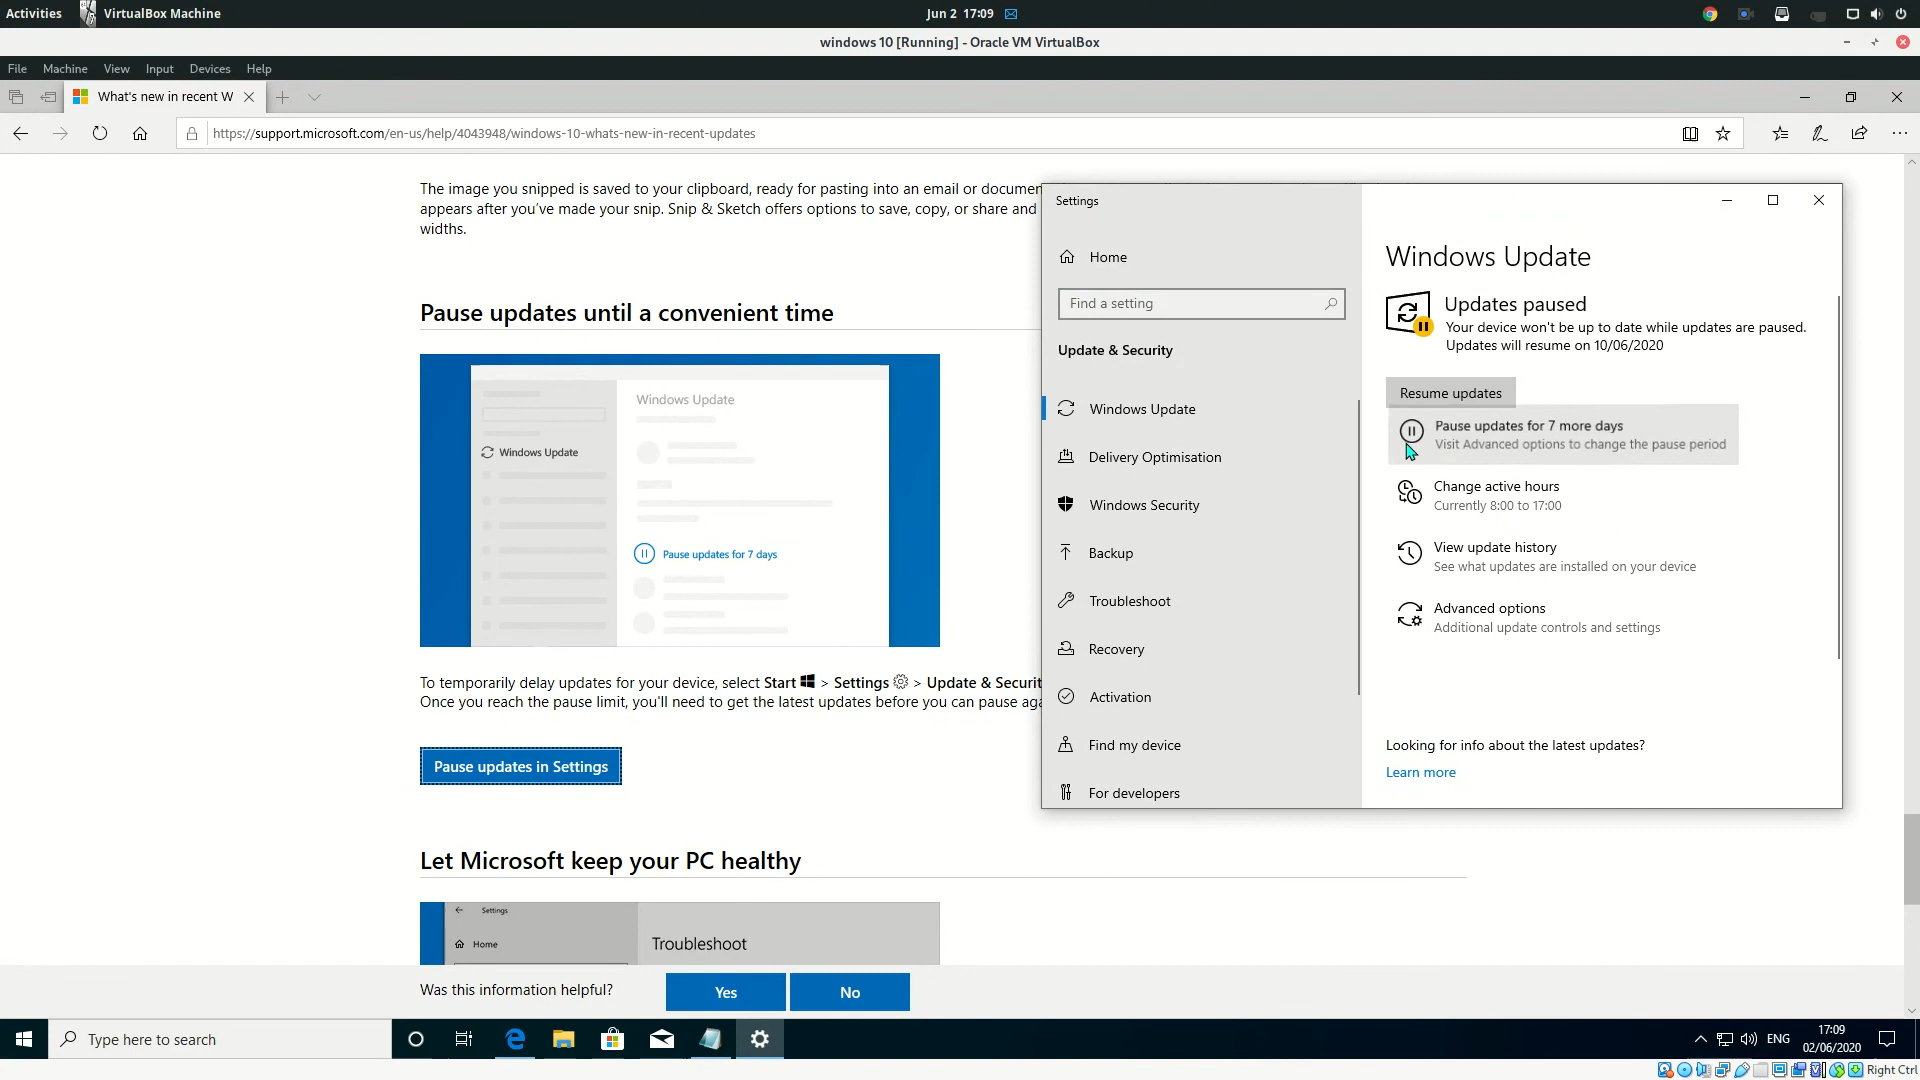 Activities
VirtualBox Machine
Jun 2 17:09
windows 10 [Running] - Oracle VM VirtualBox
File Machine View Input Devices Help
What's new in recent W
https://support.microsoft.com/en-us/help/4043948/windows-10-whats-new-in-recent-updates
The image you snipped is saved to your clipboard, ready for pasting into an email or documen
appears after you've made your snip. Snip & Sketch offers options to save, copy, or share and
widths.
Pause updates until a convenient time
Windows Update
Windows Update
Pause updates for 7 days
To temporarily delay updates for your device, select Start > Settings > Update & Securit
Once you reach the pause limit, you'll need to get the latest updates before you can pause aga
Pause updates in Settings
Let Microsoft keep your PC healthy
Settings
Home
Troubleshoot
Was this information helpful?
Yes
No
Settings
Home
Find a setting
Update & Security
Windows Update
Delivery Optimisation
Windows Security
Backup
Troubleshoot
Recovery
Activation
Find my device
For developers
Windows Update
Updates paused
Your device won't be up to date while updates are paused.
Updates will resume on 10/06/2020
Resume updates
Pause updates for 7 more days
Visit Advanced options to change the pause period
Change active hours
Currently 8:00 to 17:00
View update history
See what updates are installed on your device
Advanced options
Additional update controls and settings
Looking for info about the latest updates?
Learn more
Type here to search
ENG
17:09
02/06/2020
Right Ctrl